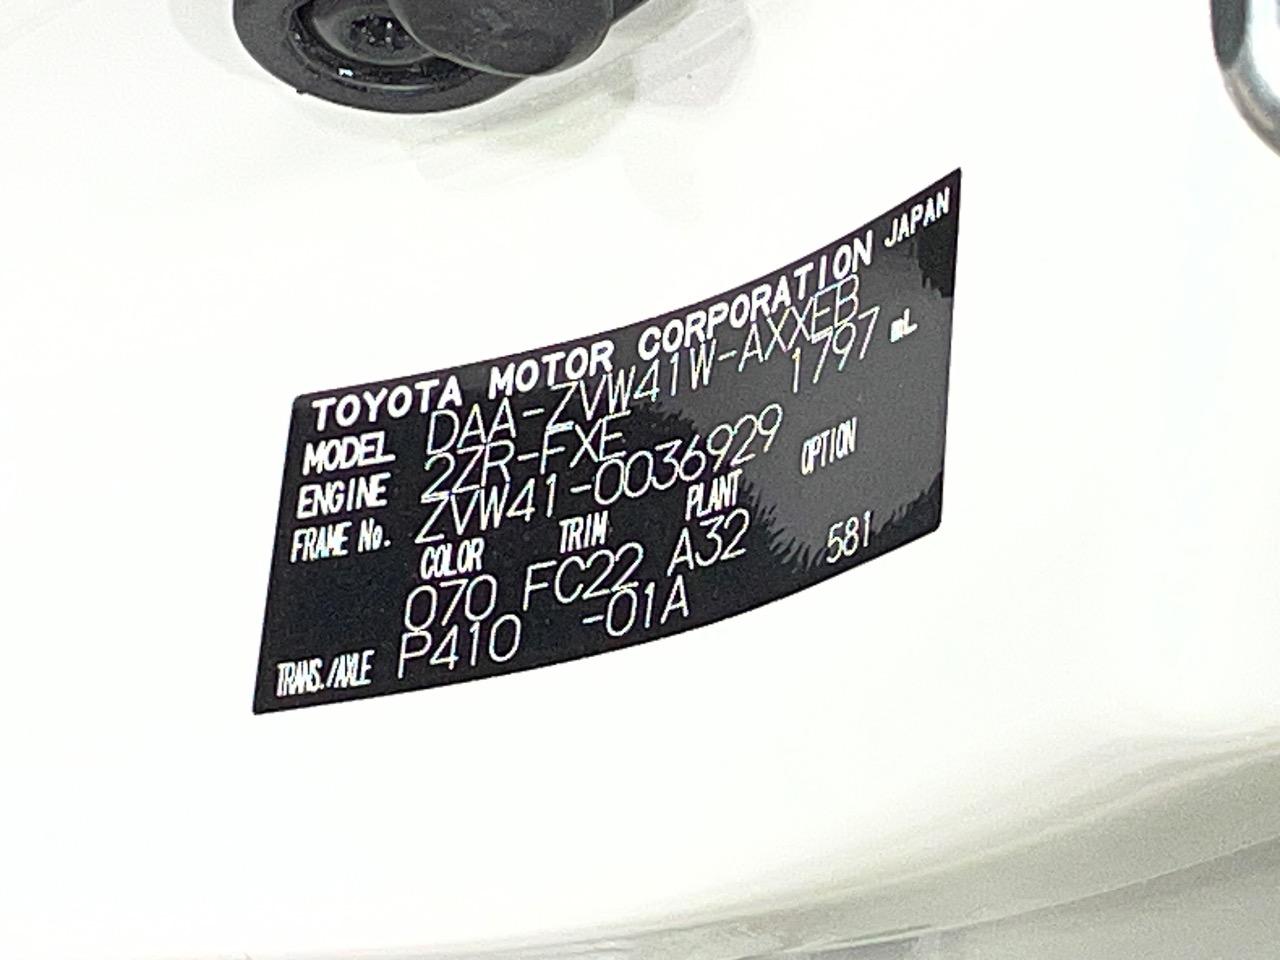 TOYOTA MOTOR CORPORATION JAPAN
MODEL DAA-ZVW41W-AXXEB
ENGINE 2ZR-FXE 1797 mL
FRAME No. ZVW41-0036929
COLOR TRIM PLANT OPTION
070 FC22 A32 581
TRANS./AXLE P410 -01A